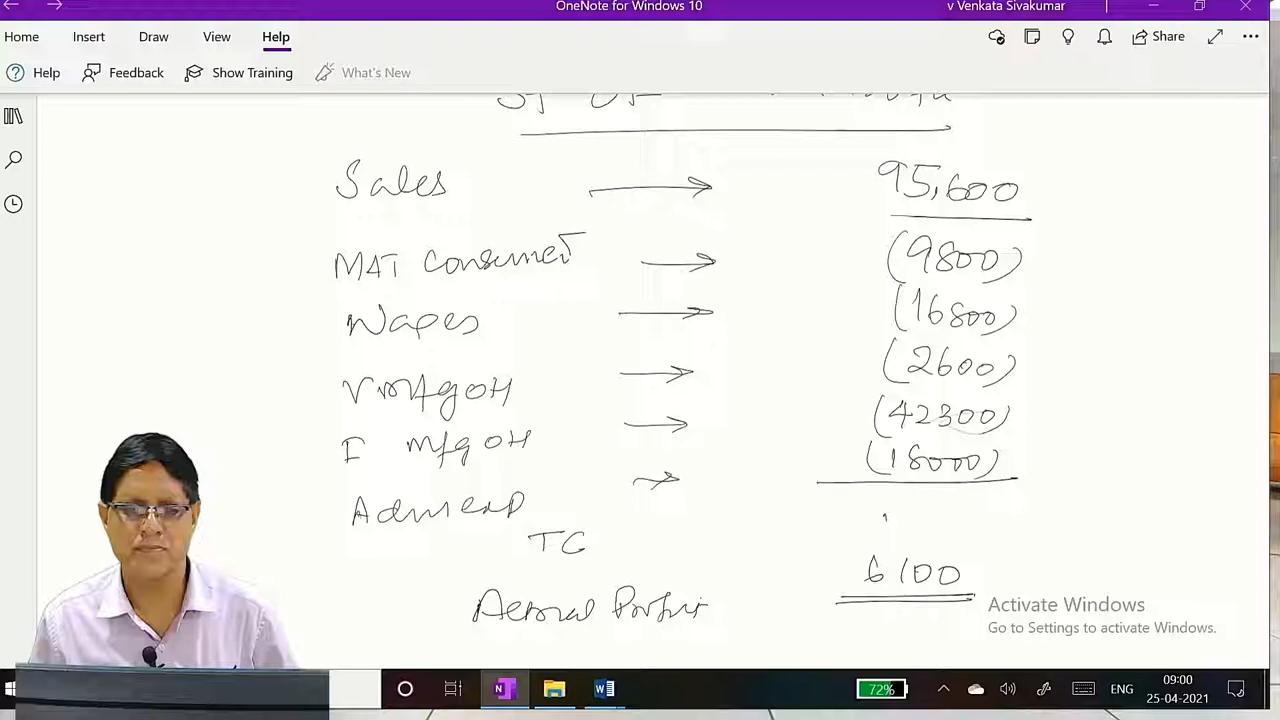 OneNote for Windows 10
v Venkata Sivakumar
Home Insert Draw View Help
Share
Help Feedback Show Training What's New
ST OF
Sales → 95,600
MAT Consumed → (9800)
Wages → (16800)
V Mfg OH → (2600)
F Mfg OH → (42300)
Adm exp → (18000)
TC
Actual Profit 6100
Activate Windows
Go to Settings to activate Windows.
72%
ENG
09:00
25-04-2021